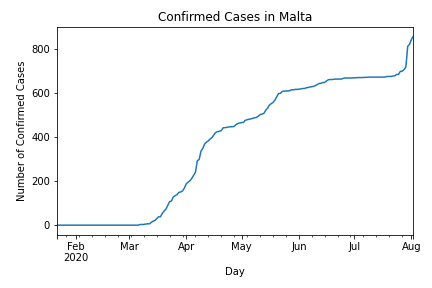 Confirmed Cases in Malta
Number of Confirmed Cases
800
600
400
200
0
Feb Mar Apr May Jun Jul Aug
2020
Day